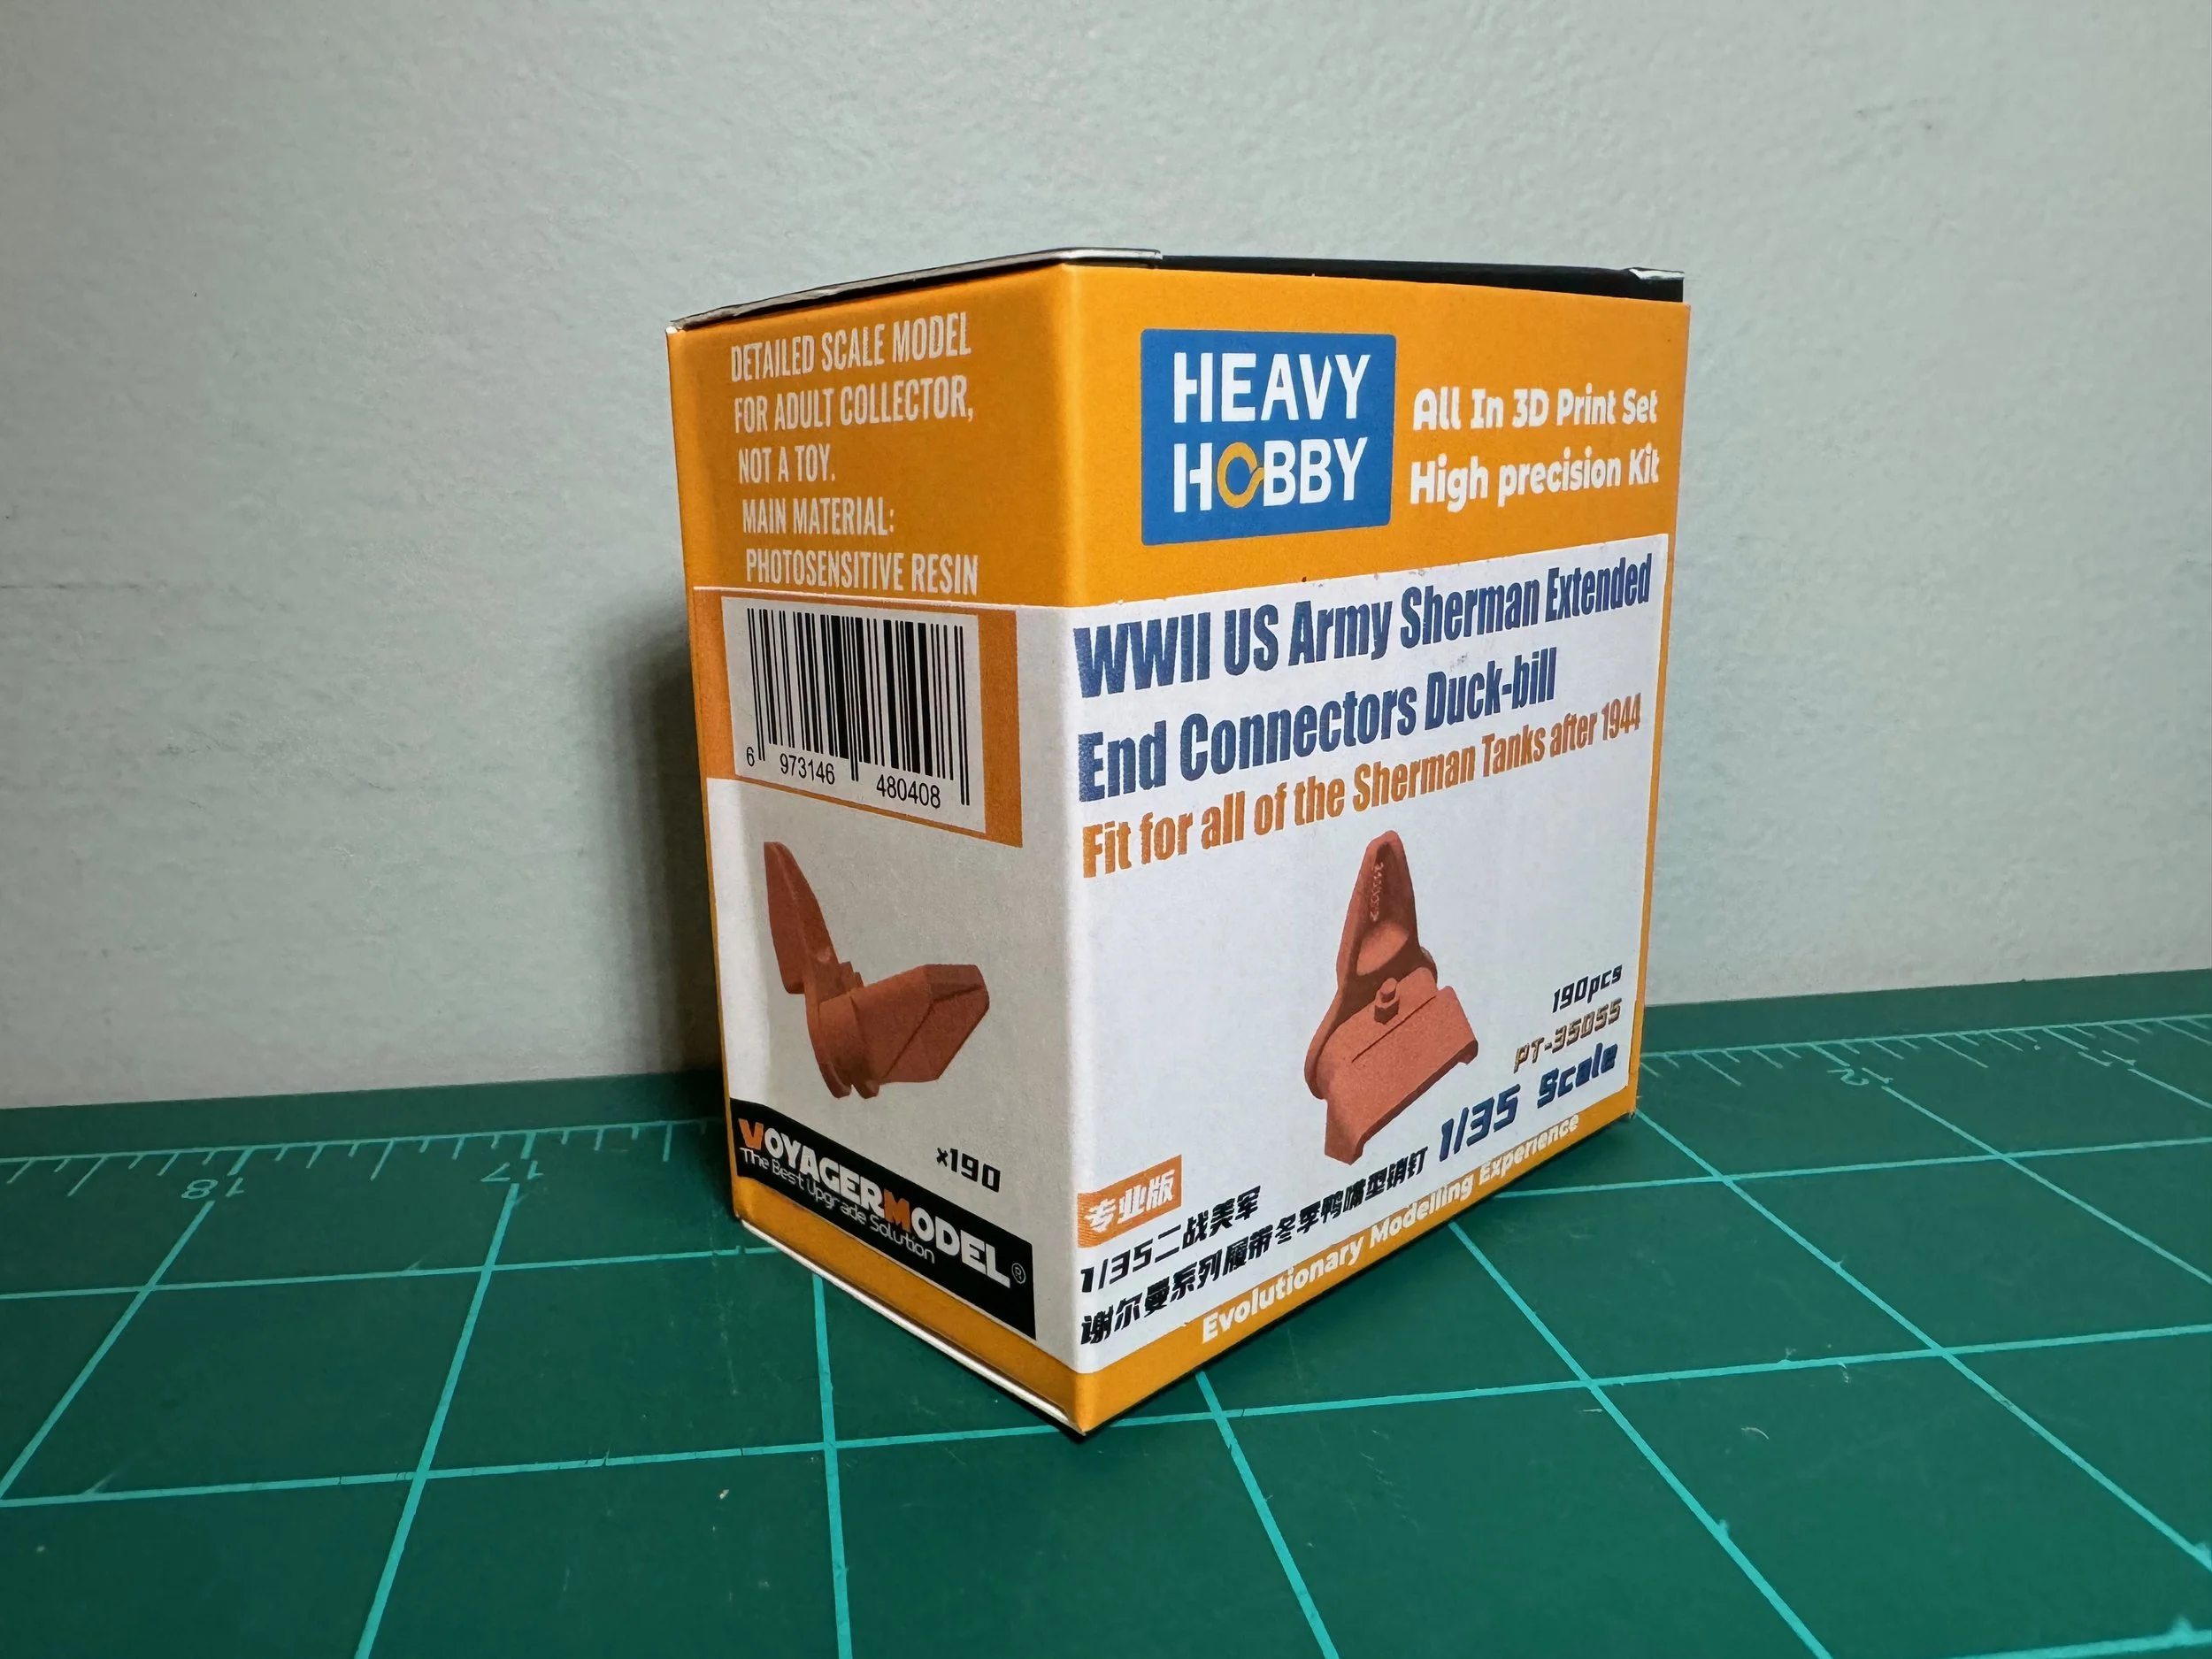 DETAILED SCALE MODEL
FOR ADULT COLLECTOR,
NOT A TOY.
MAIN MATERIAL:
PHOTOSENSITIVE RESIN
6 973146 480408
×190
VOYAGERMODEL®
The Best Upgrade Solution
HEAVY
HOBBY
All In 3D Print Set
High precision Kit
WWII US Army Sherman Extended
End Connectors Duck-bill
Fit for all of the Sherman Tanks after 1944
190pcs
PT-35055
1/35 Scale
专业版
1/35二战美军
谢尔曼系列履带冬季鸭嘴型销钉
Evolutionary Modelling Experience
18
17
12